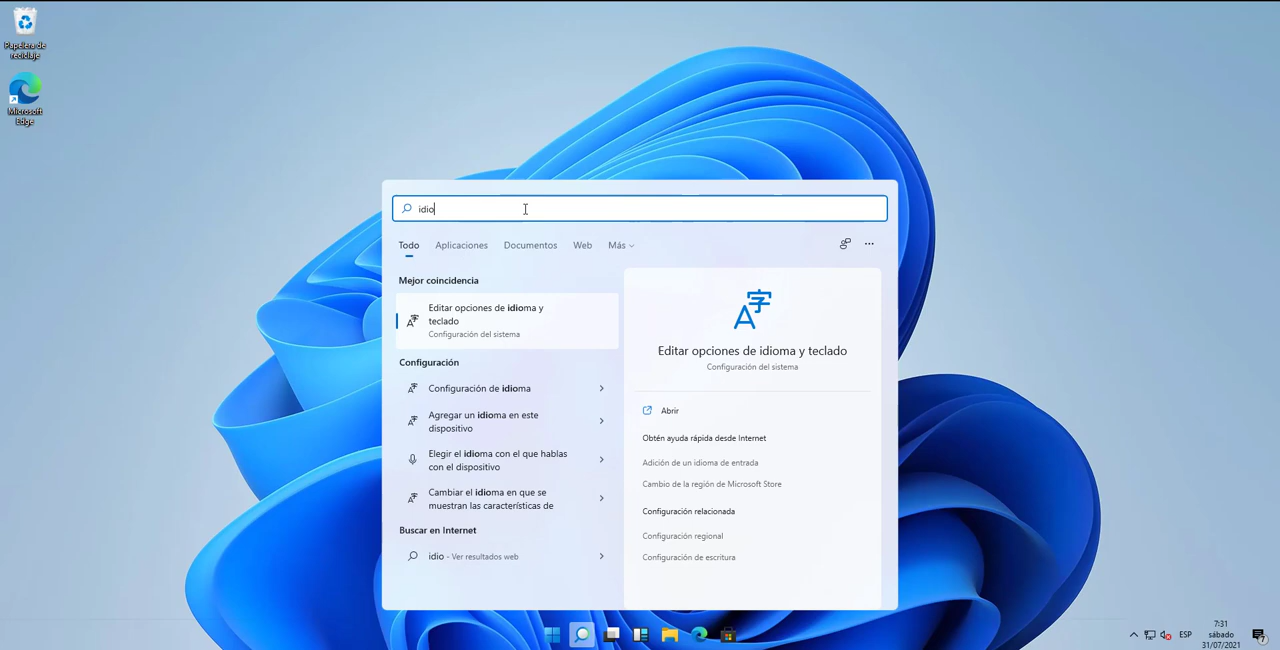 Papelera de
reciclaje
Microsoft
Edge
idio
Todo
Aplicaciones
Documentos
Web
Más
Mejor coincidencia
Editar opciones de idioma y
teclado
Configuración del sistema
Configuración
Configuración de idioma
Agregar un idioma en este
dispositivo
Elegir el idioma con el que hablas
con el dispositivo
Cambiar el idioma en que se
muestran las características de
Buscar en Internet
idio - Ver resultados web
Editar opciones de idioma y teclado
Configuración del sistema
Abrir
Obtén ayuda rápida desde Internet
Adición de un idioma de entrada
Cambio de la región de Microsoft Store
Configuración relacionada
Configuración regional
Configuración de escritura
ESP
7:31
sábado
31/07/2021
7